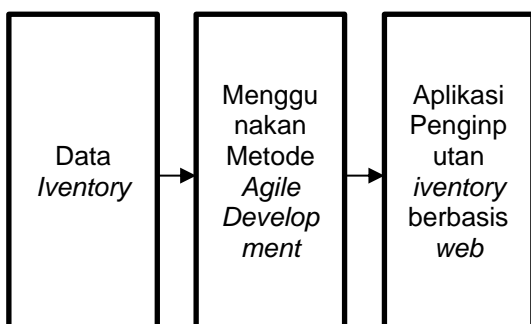 Data
Iventory
Menggu
nakan
Metode
Agile
Develop
ment
Aplikasi
Penginp
utan
iventory
berbasis
web